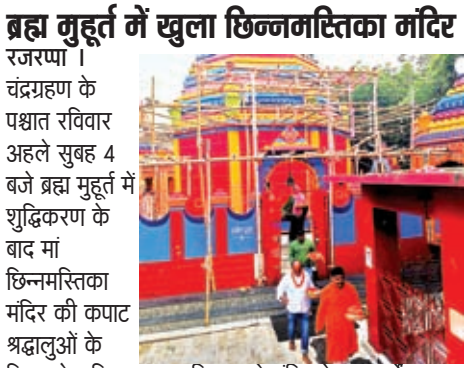 ब्रह्म मुहूर्त में खुला छिन्नमस्तिका मंदिर
रजरप्पा ।
चंद्रग्रहण के
पश्चात रविवार
अहले सुबह 4
बजे ब्रह्म मुहूर्त में
शुद्धिकरण के
बाद मां
छिन्नमस्तिका
मंदिर की कपाट
श्रद्धालुओं के